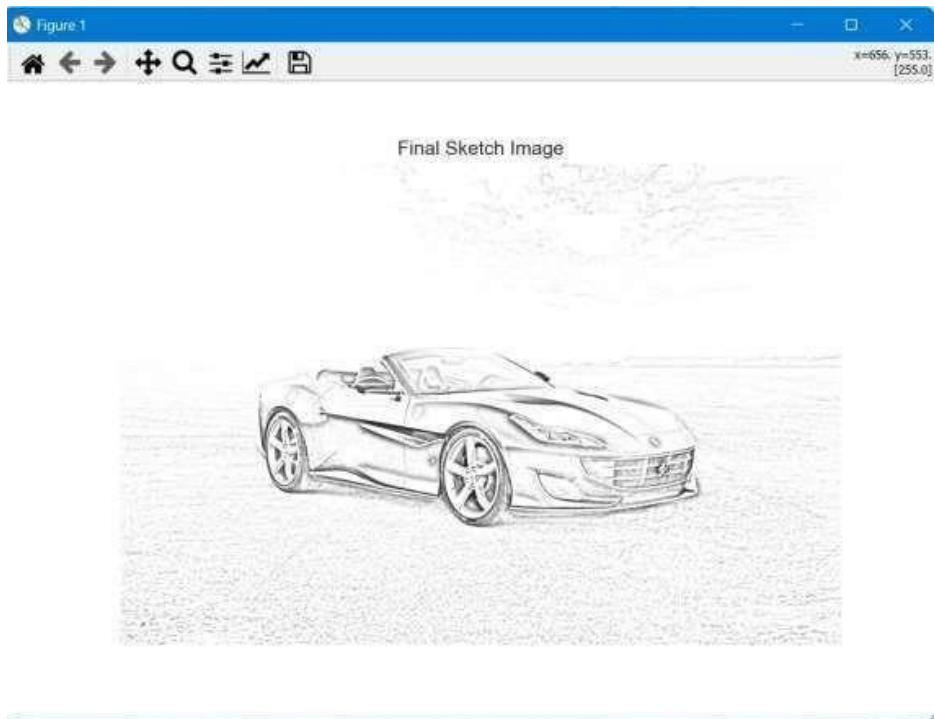 Figure 1
x=656. y=553.
[255.0]
Final Sketch Image